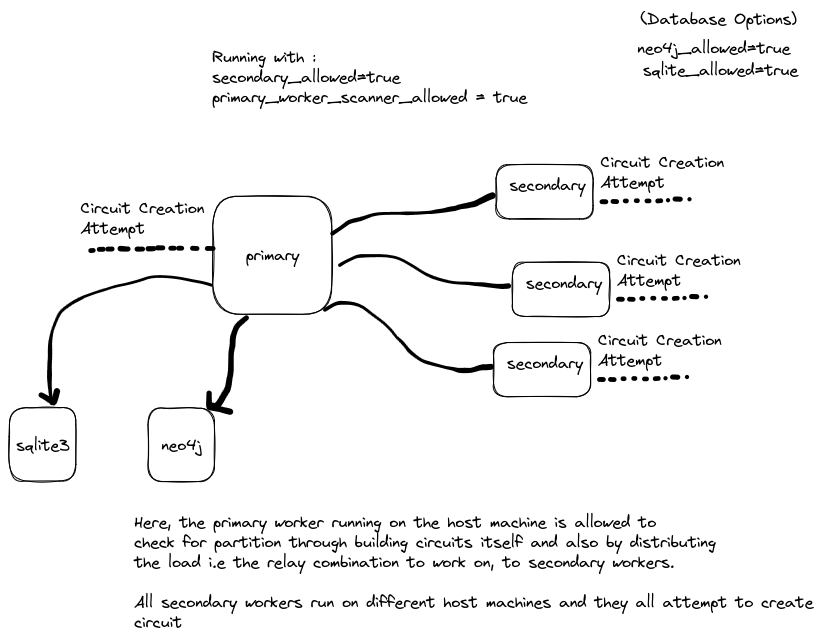 (Database Options)
neo4j_allowed=true
sqlite_allowed=true
Running with :
secondary_allowed=true
primary_worker_scanner_allowed = true
Circuit Creation
Attempt
primary
secondary
Circuit Creation
Attempt
secondary
Circuit Creation
Attempt
secondary
Circuit Creation
Attempt
sqlite3
neo4j
Here, the primary worker running on the host machine is allowed to
check for partition through building circuits itself and also by distributing
the load i.e the relay combination to work on, to secondary workers.
All secondary workers run on different host machines and they all attempt to create
circuit